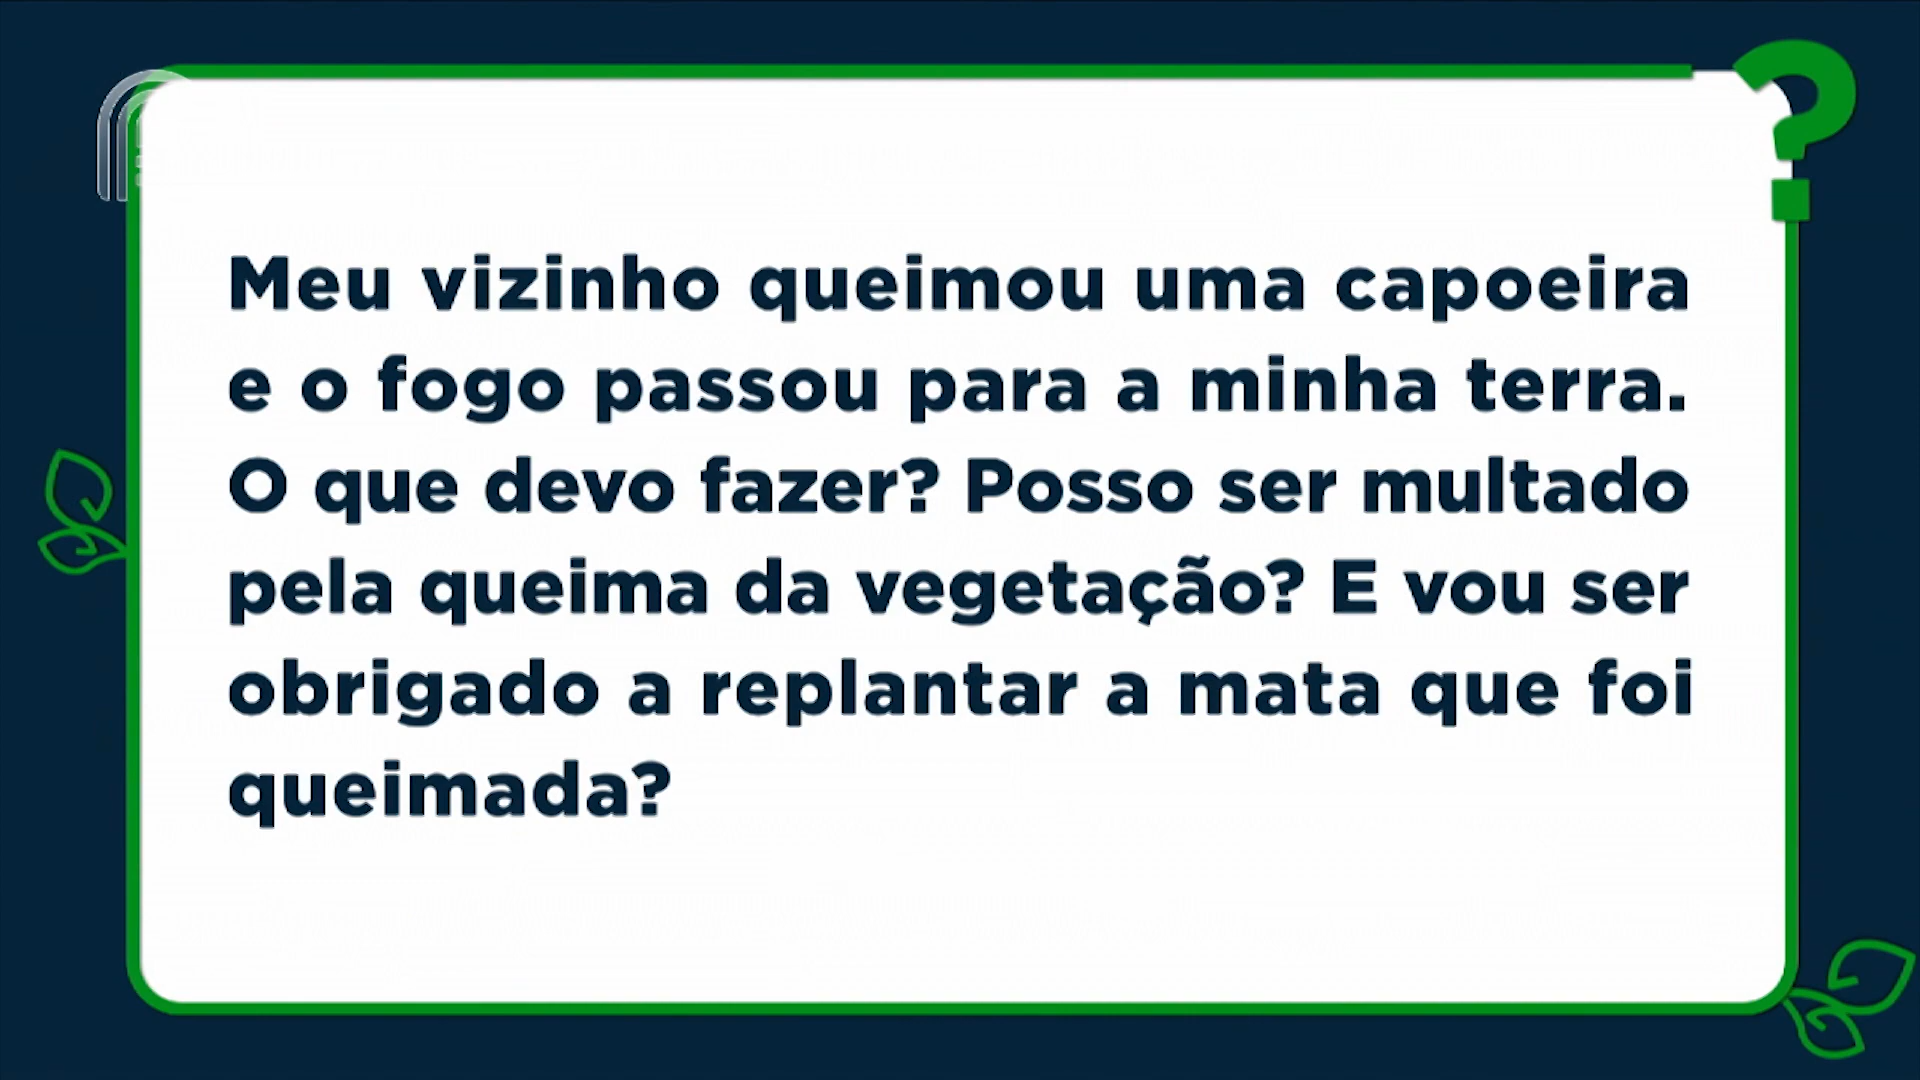 Meu vizinho queimou uma capoeira
e o fogo passou para a minha terra.
O que devo fazer? Posso ser multado
pela queima da vegetação? E vou ser
obrigado a replantar a mata que foi
queimada?